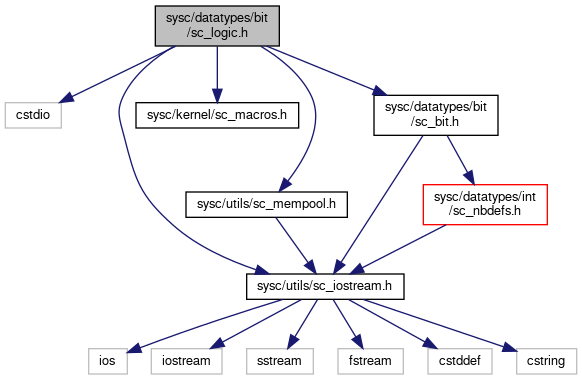 sysc/datatypes/bit
/sc_logic.h
cstdio
sysc/kernel/sc_macros.h
sysc/datatypes/bit
/sc_bit.h
sysc/utils/sc_mempool.h
sysc/datatypes/int
/sc_nbdefs.h
sysc/utils/sc_iostream.h
ios
iostream
sstream
fstream
cstddef
cstring